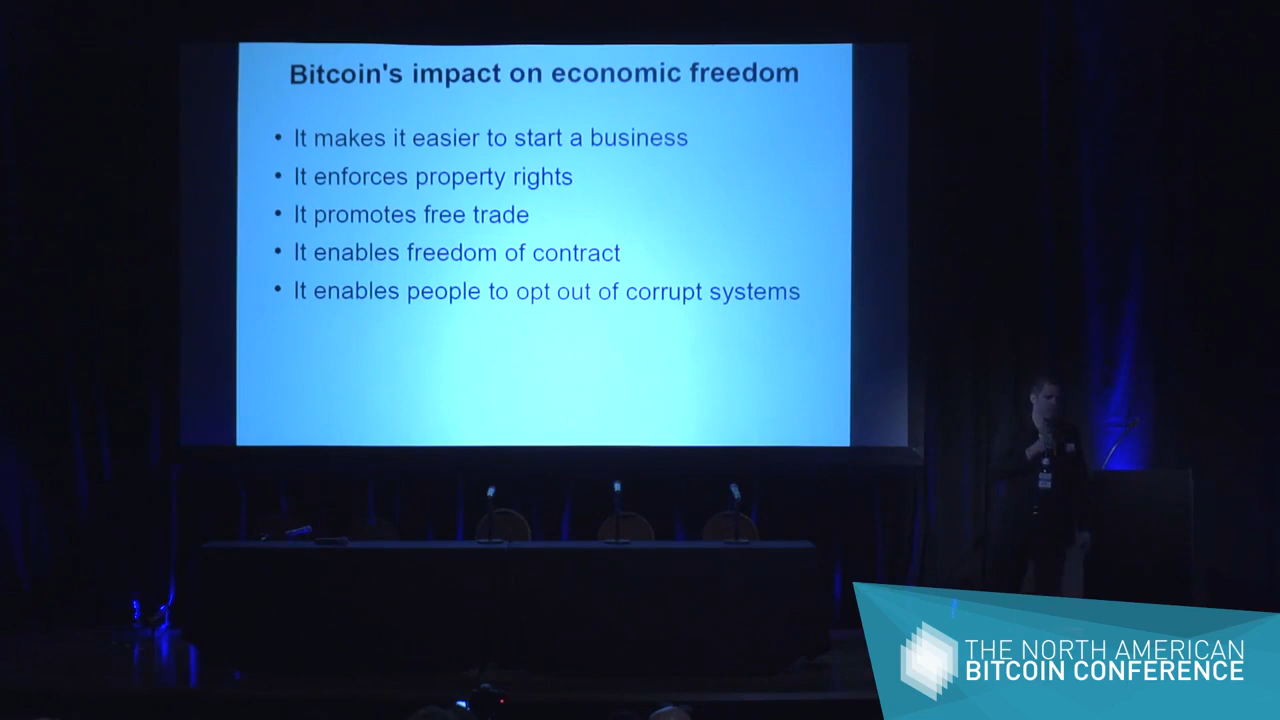 Bitcoin's impact on economic freedom
• It makes it easier to start a business
• It enforces property rights
• It promotes free trade
• It enables freedom of contract
• It enables people to opt out of corrupt systems
THE NORTH AMERICAN
BITCOIN CONFERENCE